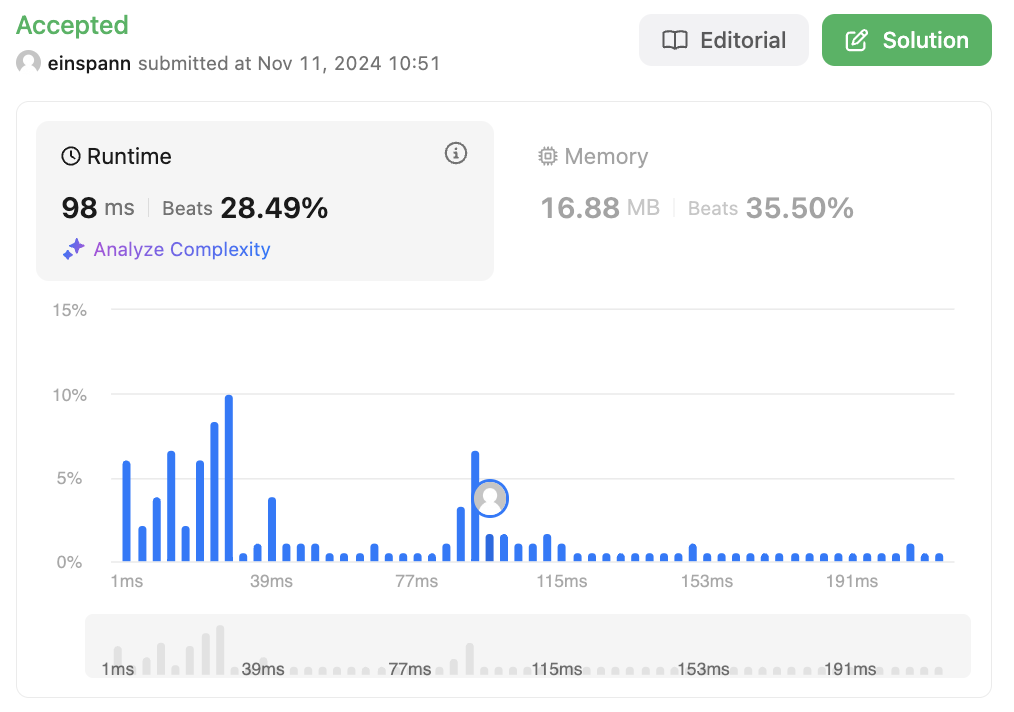 Accepted
einspann submitted at Nov 11, 2024 10:51
Editorial
Solution
Runtime
98 ms Beats 28.49%
Analyze Complexity
Memory
16.88 MB Beats 35.50%
15%
10%
5%
0%
1ms 39ms 77ms 115ms 153ms 191ms
1ms 39ms 77ms 115ms 153ms 191ms